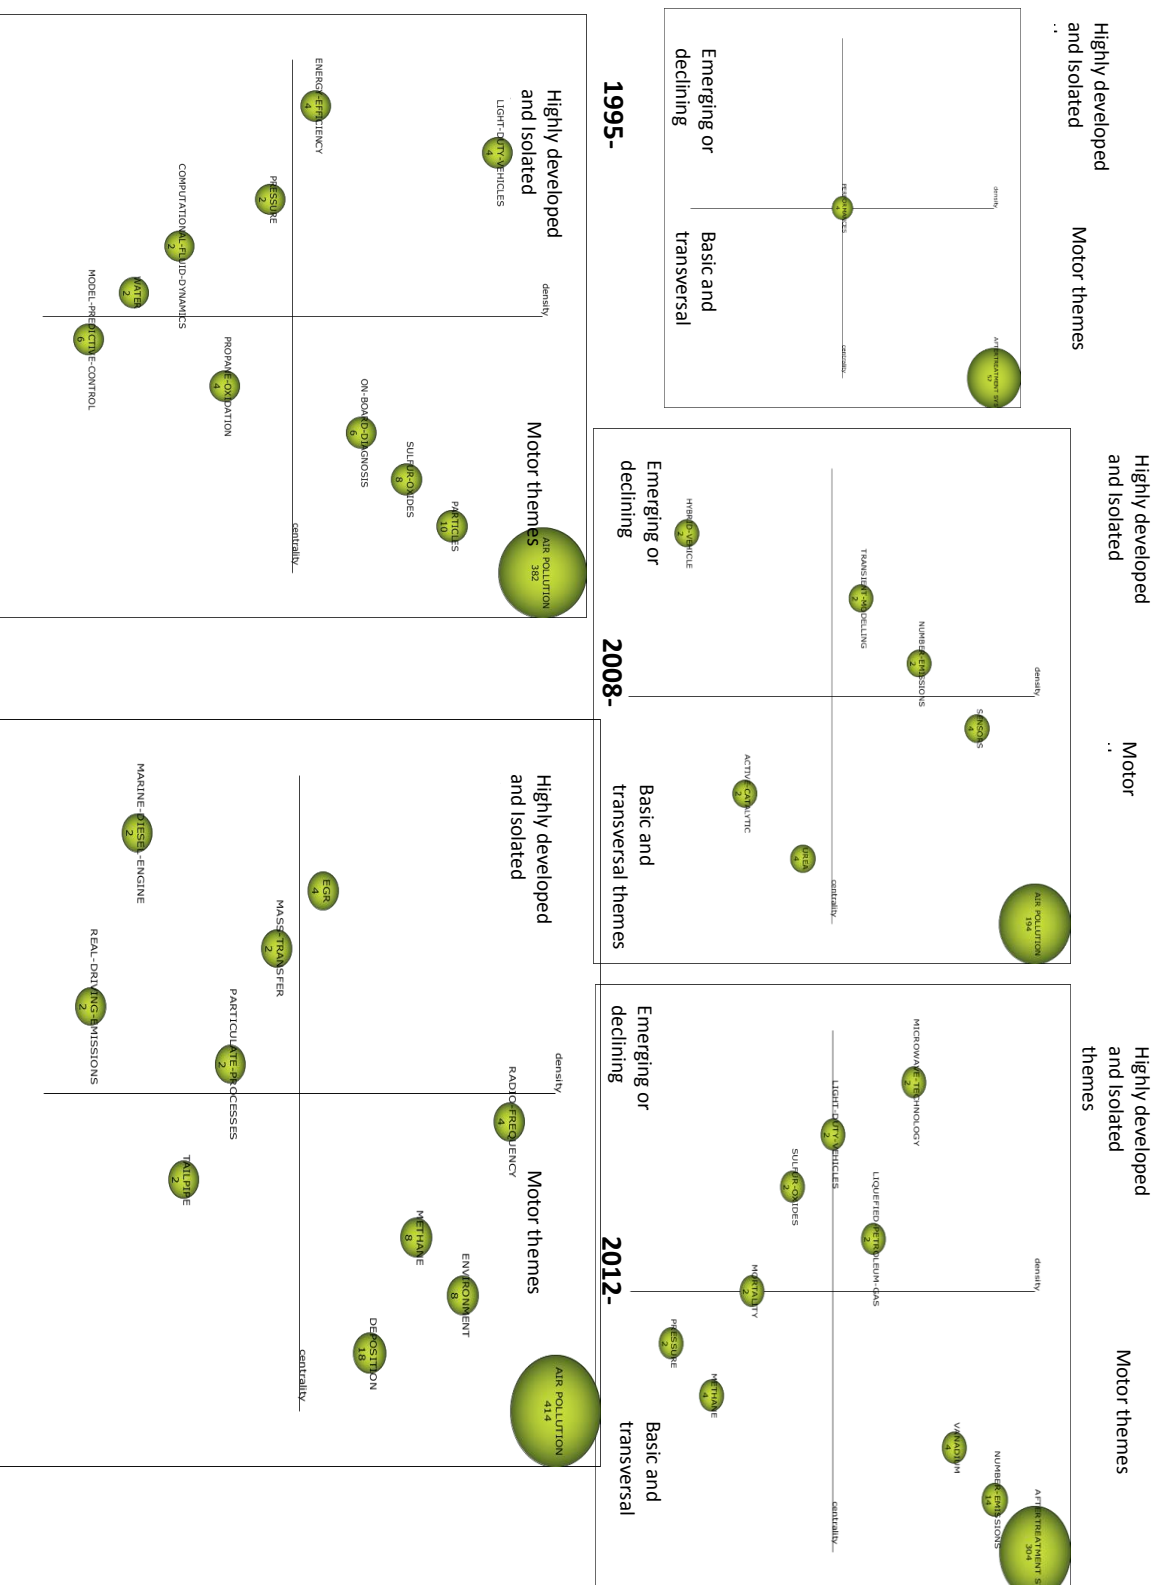 Highly developed
and Isolated
..
Motor themes
density
PERFORMANCES
4
centrality
AFTERTREATMENT SYS
52
Emerging or
declining
Basic and
transversal
1995-
Highly developed
and Isolated
Motor
..
density
SENSORS
4
NUMBER-EMISSIONS
2
TRANSIENT-MODELLING
2
HYBRID-VEHICLE
2
ACTIVE-CATALYTIC
2
UREA
4
centrality
AIR POLLUTION
194
Emerging or
declining
Basic and
transversal themes
2008-
Highly developed
and Isolated
themes
Motor themes
density
MICROWAVE-TECHNOLOGY
2
LIGHT-DUTY-VEHICLES
2
SULFUR-OXIDES
2
LIQUEFIED-PETROLEUM-GAS
2
MORTALITY
2
PRESSURE
2
METHANE
4
VANADIUM
4
NUMBER-EMISSIONS
14
AFTERTREATMENT S
304
centrality
Emerging or
declining
Basic and
transversal
2012-
Highly developed
and Isolated
Motor themes
density
LIGHT-DUTY-VEHICLES
4
ENERGY-EFFICIENCY
4
PRESSURE
2
COMPUTATIONAL-FLUID-DYNAMICS
2
WATER
2
MODEL-PREDICTIVE-CONTROL
6
PROPANE-OXIDATION
4
ON-BOARD-DIAGNOSIS
6
SULFUR-OXIDES
8
PARTICLES
10
AIR POLLUTION
382
centrality
Highly developed
and Isolated
Motor themes
density
RADIO-FREQUENCY
4
EGR
4
MASS-TRANSFER
2
MARINE-DIESEL-ENGINE
2
REAL-DRIVING-EMISSIONS
2
PARTICULATE-PROCESSES
2
TAILPIPE
2
METHANE
8
ENVIRONMENT
8
DEPOSITION
18
AIR POLLUTION
414
centrality